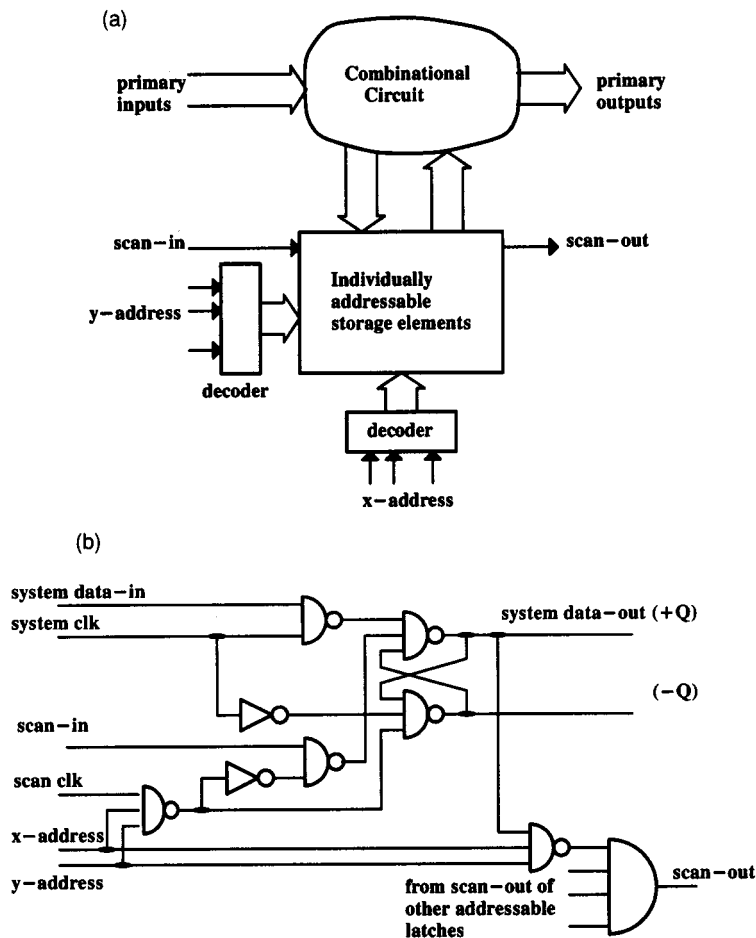 (a)
Combinational
Circuit
primary
inputs
primary
outputs
scan-in
scan-out
Individually
addressable
storage elements
y-address
decoder
decoder
x-address
(b)
system data-in
system clk
system data-out (+Q)
(-Q)
scan-in
scan clk
x-address
y-address
from scan-out of
other addressable
latches
scan-out